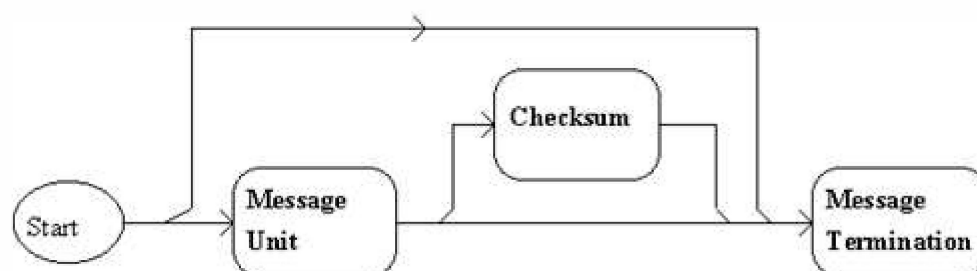 Start
Message
Unit
Checksum
Message
Termination